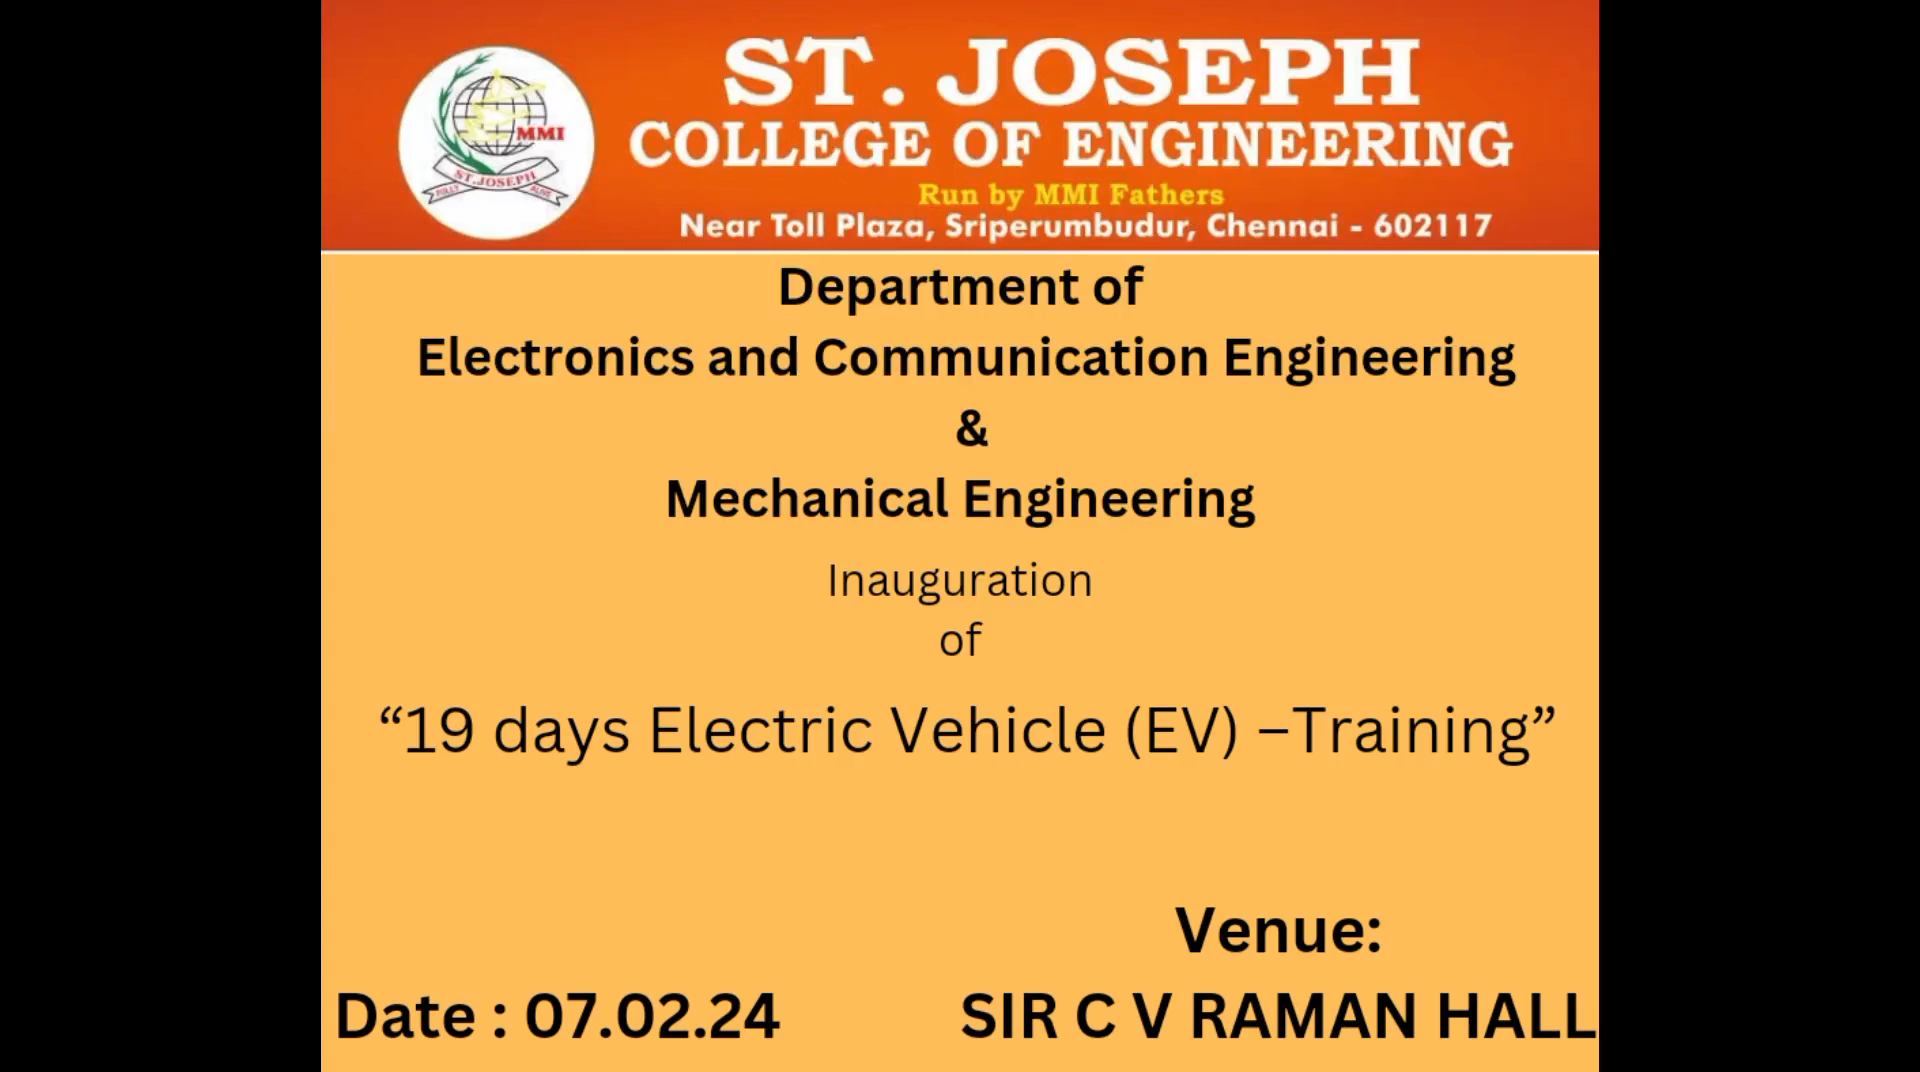 MMI
ST.JOSEPH
FULLY ALIVE
ST. JOSEPH
COLLEGE OF ENGINEERING
Run by MMI Fathers
Near Toll Plaza, Sriperumbudur, Chennai - 602117
Department of
Electronics and Communication Engineering
&
Mechanical Engineering
Inauguration
of
“19 days Electric Vehicle (EV) –Training”
Venue:
Date : 07.02.24 SIR C V RAMAN HALL